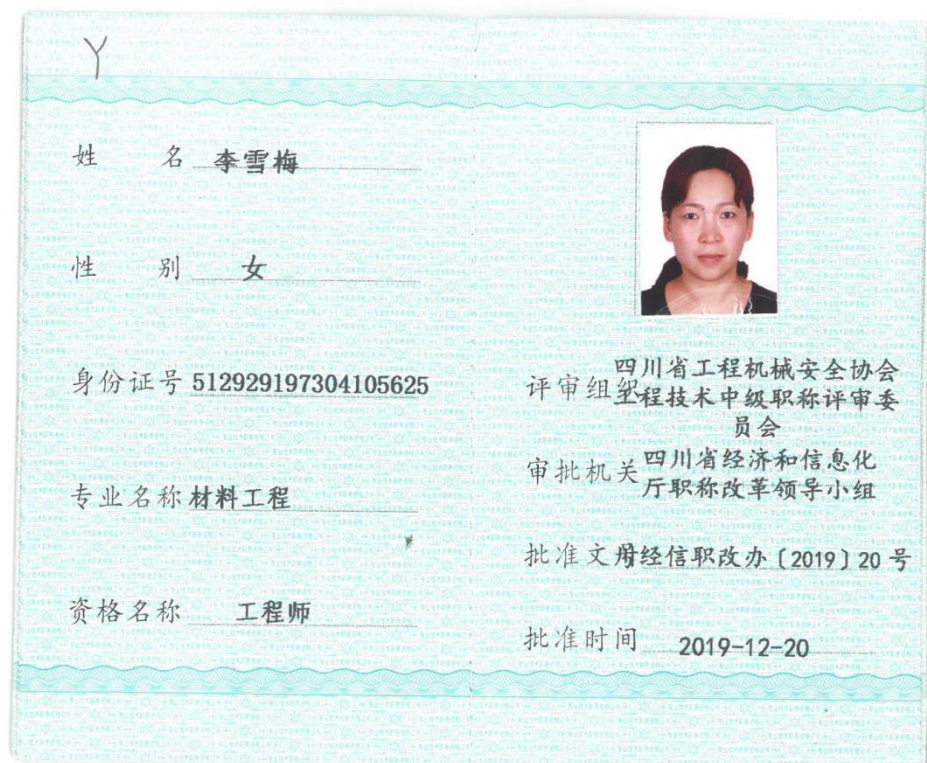 Y
姓 名 李雪梅
性 别 女
身份证号 512929197304105625
专业名称 材料工程
资格名称 工程师
评审组织 四川省工程机械安全协会
工程技术中级职称评审委
员会
审批机关 四川省经济和信息化
厅职称改革领导小组
批准文号 川经信职改办〔2019〕20 号
批准时间 2019-12-20